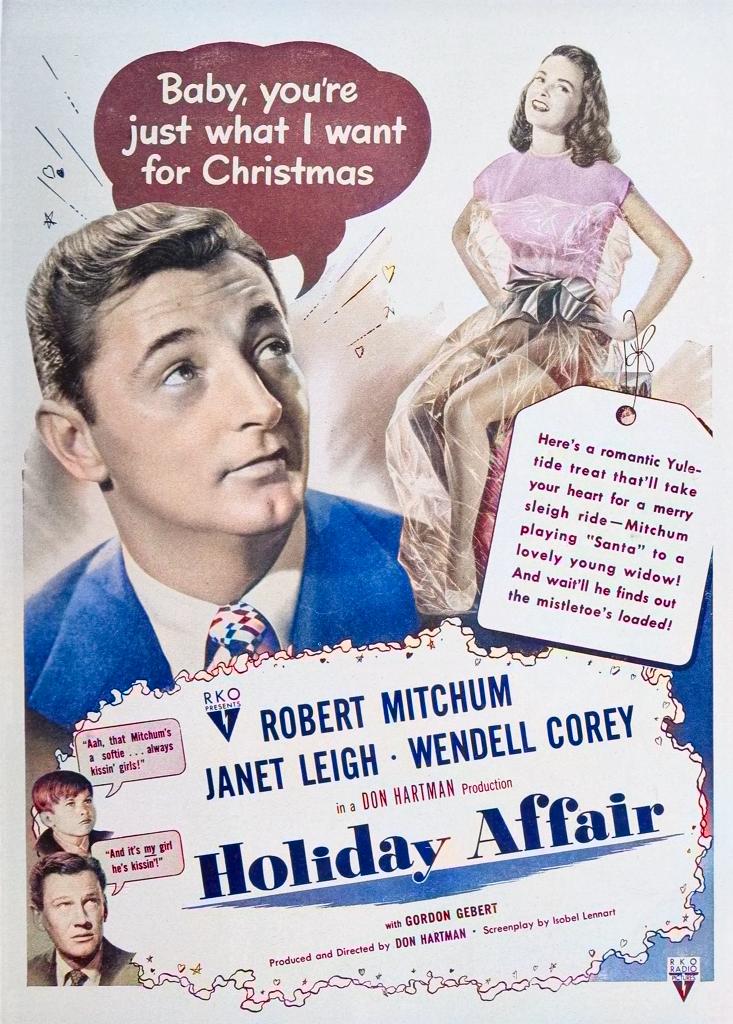 Baby, you're
just what I want
for Christmas
Here's a romantic Yule-
tide treat that'll take
your heart for a merry
sleigh ride—Mitchum
playing "Santa" to a
lovely young widow!
And wait'll he finds out
the mistletoe's loaded!
RKO
PRESENTS
ROBERT MITCHUM
JANET LEIGH · WENDELL COREY
in a DON HARTMAN Production
Holiday Affair
"Aah, that Mitchum's
a softie . . . always
kissin' girls!"
"And it's my girl
he's kissin'!"
with GORDON GEBERT
Produced and Directed by DON HARTMAN · Screenplay by Isobel Lennart
RKO
RADIO
PICTURES